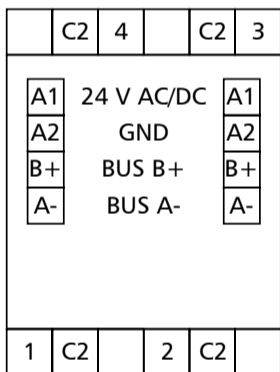 C2 4 C2 3
A1 24 V AC/DC A1
A2 GND A2
B+ BUS B+ B+
A- BUS A- A-
1 C2 2 C2